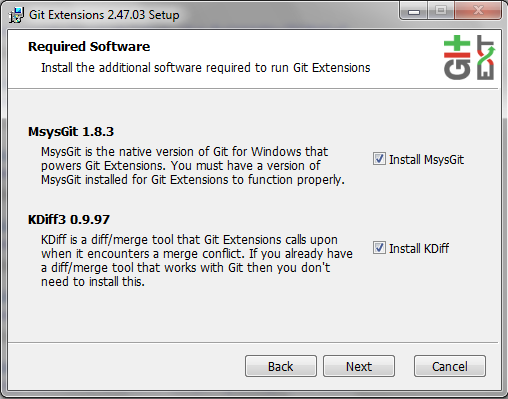 Git Extensions 2.47.03 Setup
Required Software
Install the additional software required to run Git Extensions
GIt
EXT
MsysGit 1.8.3
MsysGit is the native version of Git for Windows that
powers Git Extensions. You must have a version of
MsysGit installed for Git Extensions to function properly.
Install MsysGit
KDiff3 0.9.97
KDiff is a diff/merge tool that Git Extensions calls upon
when it encounters a merge conflict. If you already have
a diff/merge tool that works with Git then you don't
need to install this.
Install KDiff
Back
Next
Cancel